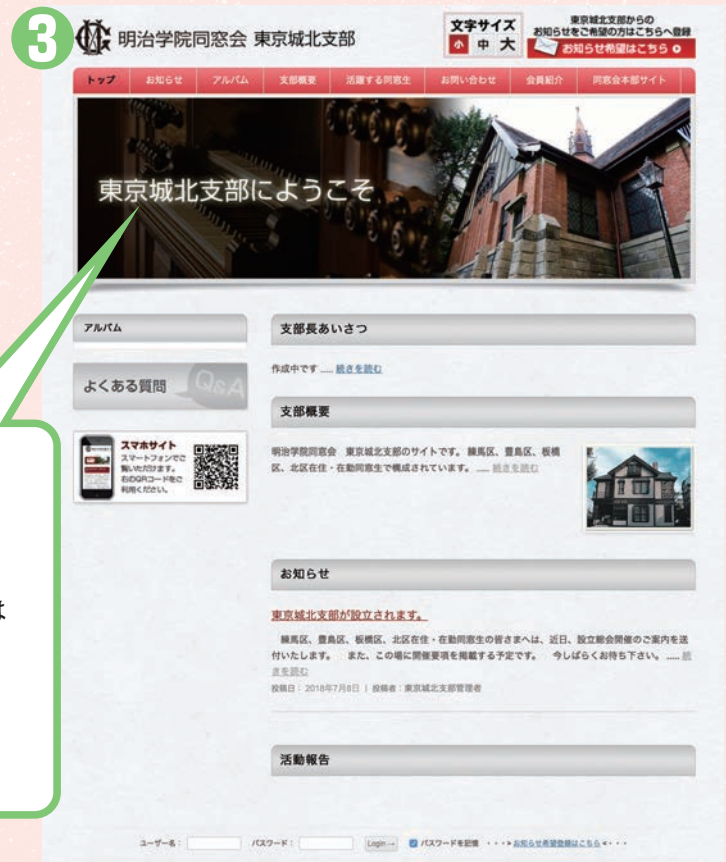 3
明治学院同窓会 東京城北支部
文字サイズ
小 中 大
東京城北支部からの
お知らせをご希望の方はこちらへ登録
お知らせ希望はこちら
トップ お知らせ アルバム 支部概要 活躍する同窓生 お問い合わせ 会員紹介 同窓会本部サイト
東京城北支部にようこそ
アルバム
よくある質問 Q&A
スマホサイト
スマートフォンでご
覧いただけます。
右のQRコードをご
利用ください。
支部長あいさつ
作成中です ..... 続きを読む
支部概要
明治学院同窓会 東京城北支部のサイトです。 練馬区、豊島区、板橋
区、北区在住・在勤同窓生で構成されています。 ..... 続きを読む
お知らせ
東京城北支部が設立されます。
練馬区、豊島区、板橋区、北区在住・在勤同窓生の皆さまへは、近日、設立総会開催のご案内を送
付いたします。 また、この場に開催要項を掲載する予定です。 今しばらくお待ち下さい。 ..... 続
きを読む
投稿日: 2018年7月8日 | 投稿者: 東京城北支部管理者
活動報告
は
ユーザー名: パスワード: Login→ パスワードを記憶 ・・・> お知らせ希望登録はこちら <・・・